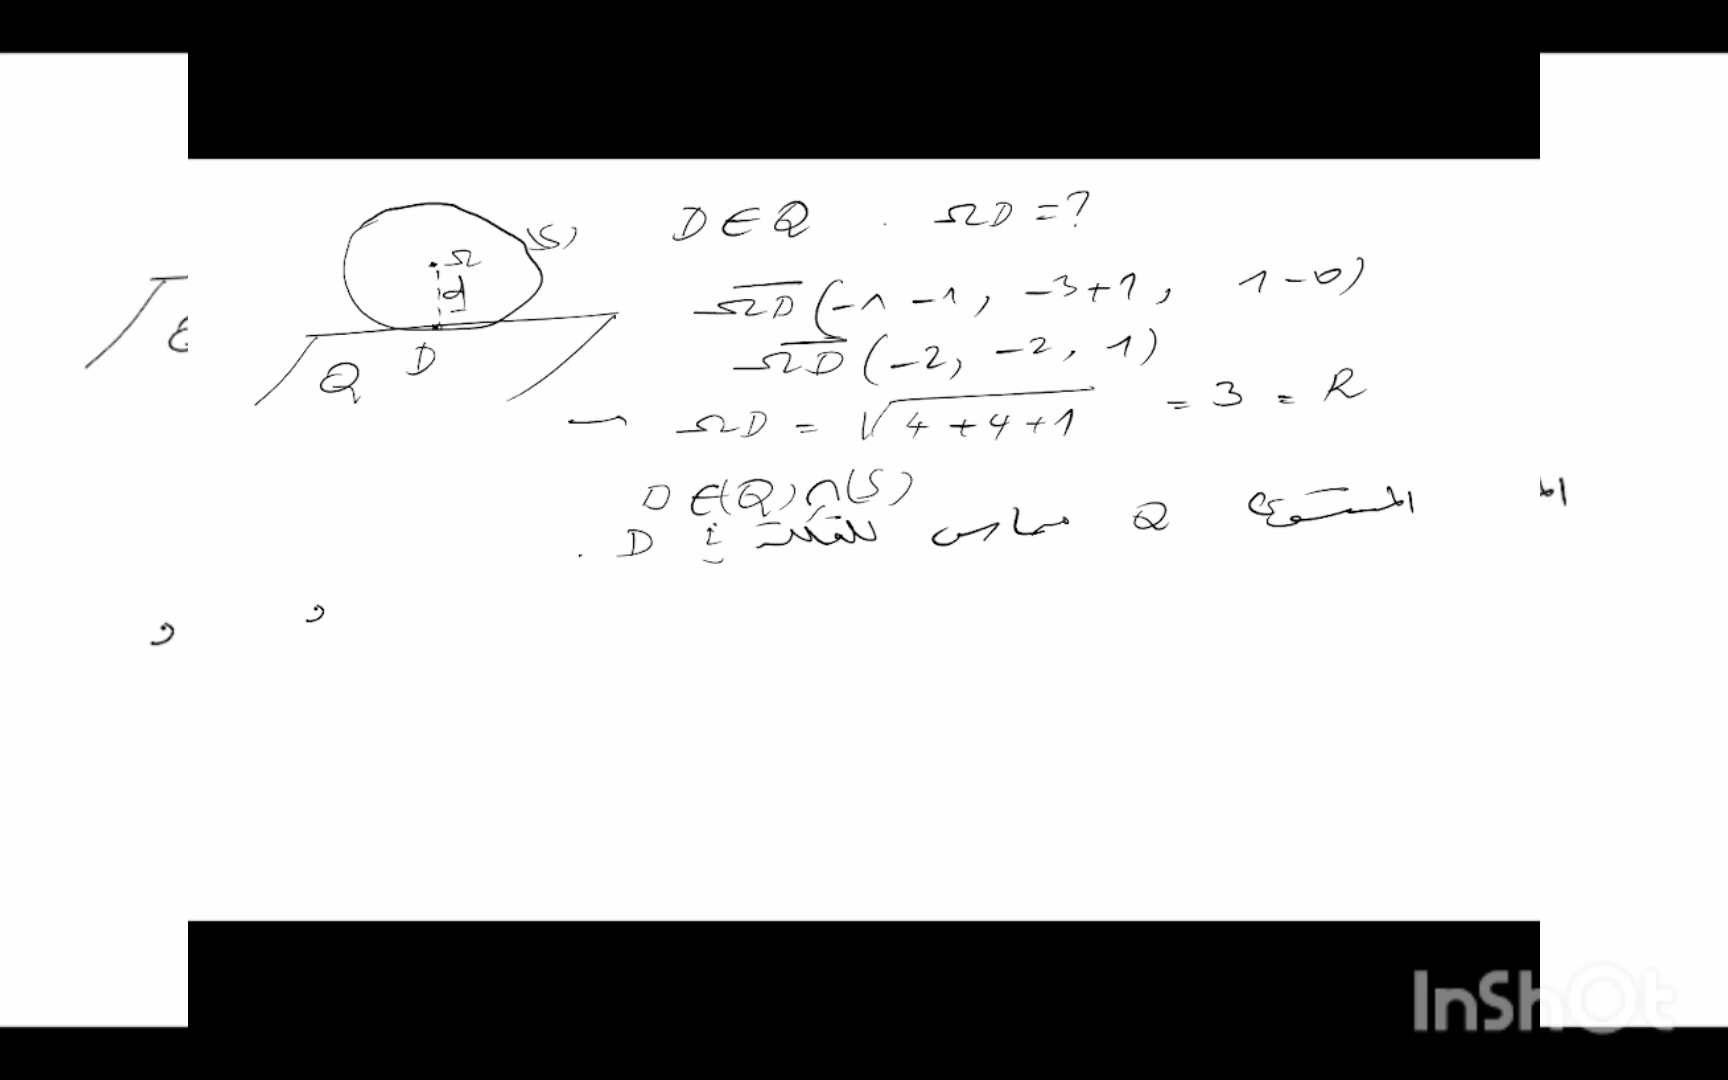 D ∈ Q . ΩD = ?
(S)
Ω
d
ΩD (-1 -1, -3+1, 1-0)
ΩD (-2, -2, 1)
D
Q
→ ΩD = √4+4+1 = 3 = R
D ∈ (Q) ∩ (S)
المستوى Q مماس للفلكة في D .
و
و
InShot